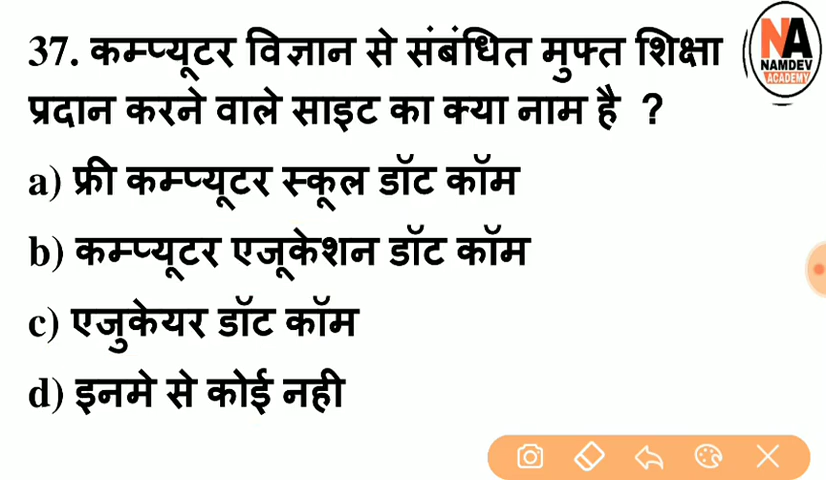 37. कम्प्यूटर विज्ञान से संबंधित मुफ्त शिक्षा
प्रदान करने वाले साइट का क्या नाम है ?
a) फ्री कम्प्यूटर स्कूल डॉट कॉम
b) कम्प्यूटर एजूकेशन डॉट कॉम
c) एजुकेयर डॉट कॉम
d) इनमे से कोई नही
NA
NAMDEV
ACADEMY